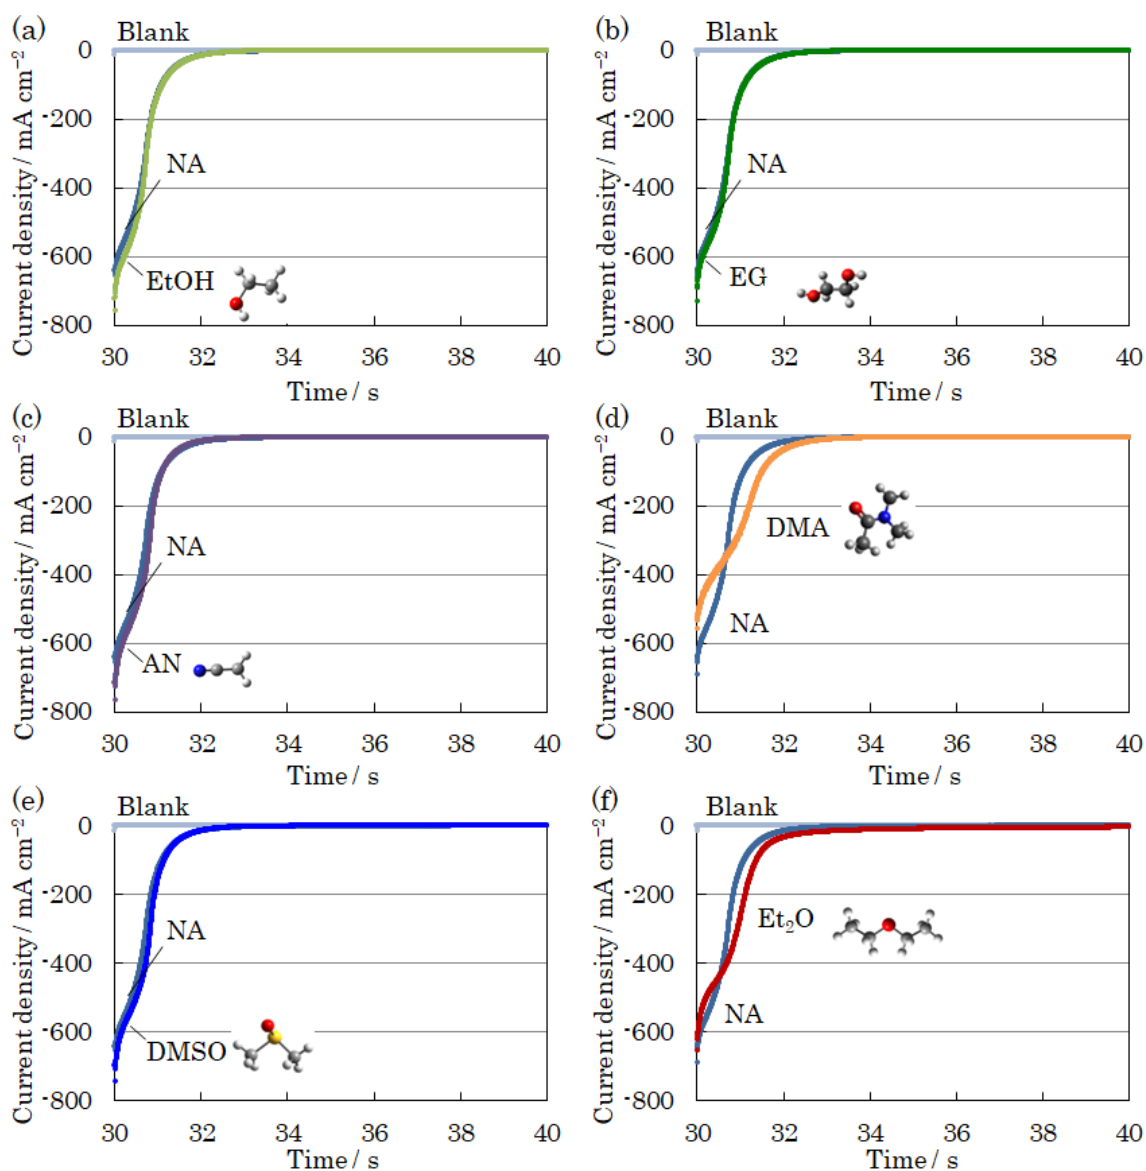 (a)
Blank
0
-200
-400
-600
-800
Current density / mA cm⁻²
NA
EtOH
30 32 34 36 38 40
Time / s
(b)
Blank
0
-200
-400
-600
-800
Current density / mA cm⁻²
NA
EG
30 32 34 36 38 40
Time / s
(c)
Blank
0
-200
-400
-600
-800
Current density / mA cm⁻²
NA
AN
30 32 34 36 38 40
Time / s
(d)
Blank
0
-200
-400
-600
-800
Current density / mA cm⁻²
DMA
NA
30 32 34 36 38 40
Time / s
(e)
Blank
0
-200
-400
-600
-800
Current density / mA cm⁻²
NA
DMSO
30 32 34 36 38 40
Time / s
(f)
Blank
0
-200
-400
-600
-800
Current density / mA cm⁻²
Et₂O
NA
30 32 34 36 38 40
Time / s